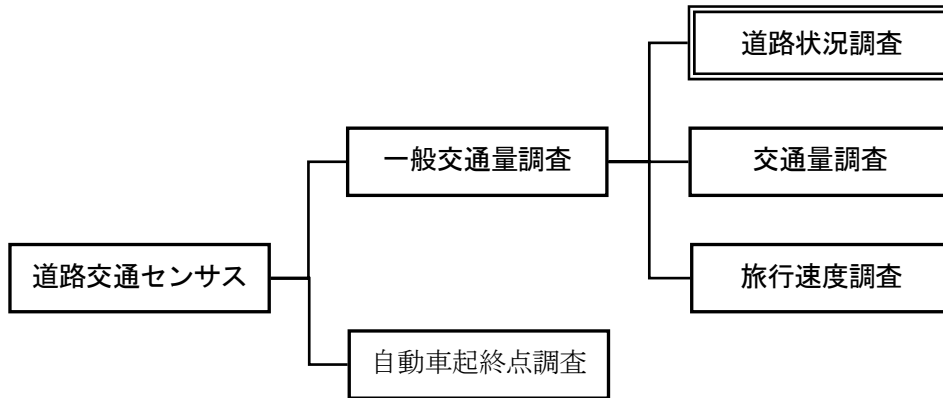 道路状況調査
一般交通量調査
交通量調査
道路交通センサス
旅行速度調査
自動車起終点調査